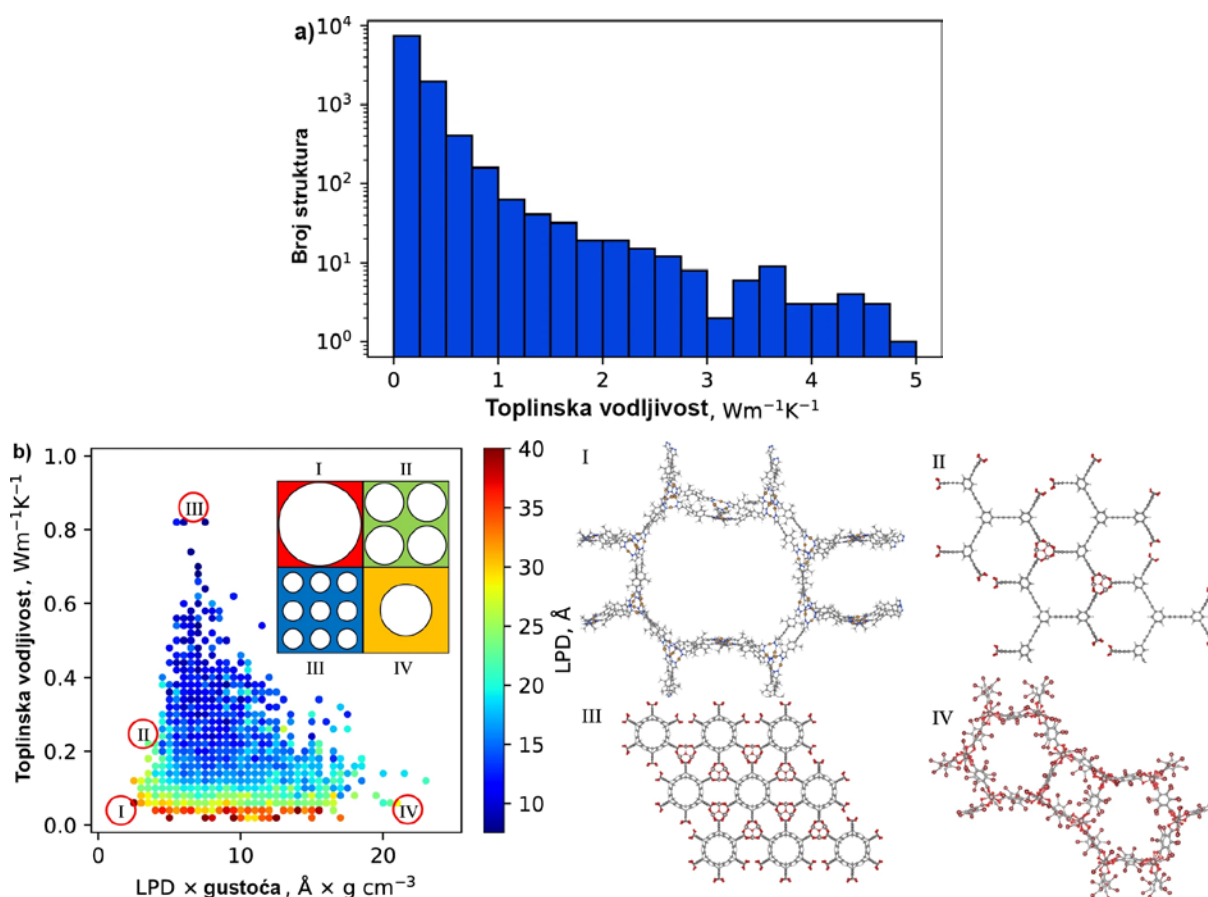 a)
10⁴
10³
10²
10¹
10⁰
Broj struktura
0 1 2 3 4 5
Toplinska vodljivost, Wm⁻¹K⁻¹
b)
1.0
0.8
0.6
0.4
0.2
0.0
Toplinska vodljivost, Wm⁻¹K⁻¹
0 10 20
LPD × gustoća, Å × g cm⁻³
I II
III IV
III
II
I
IV
40
35
30
25
20
15
10
LPD, Å
I
II
III
IV